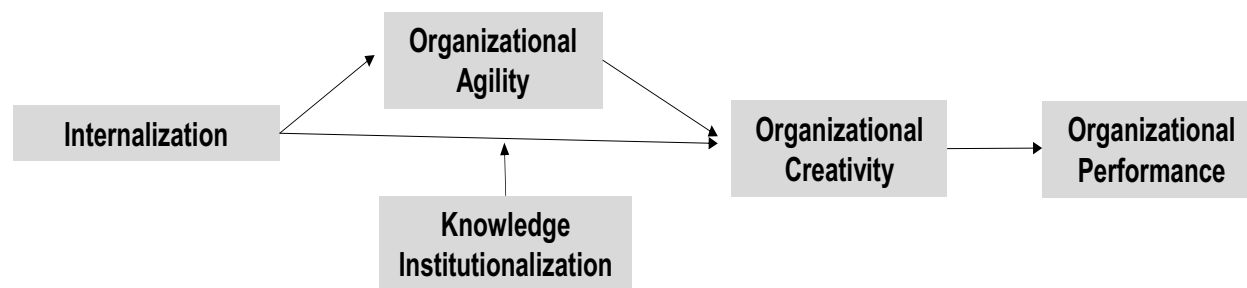 Organizational
Agility
Internalization
Organizational
Creativity
Organizational
Performance
Knowledge
Institutionalization